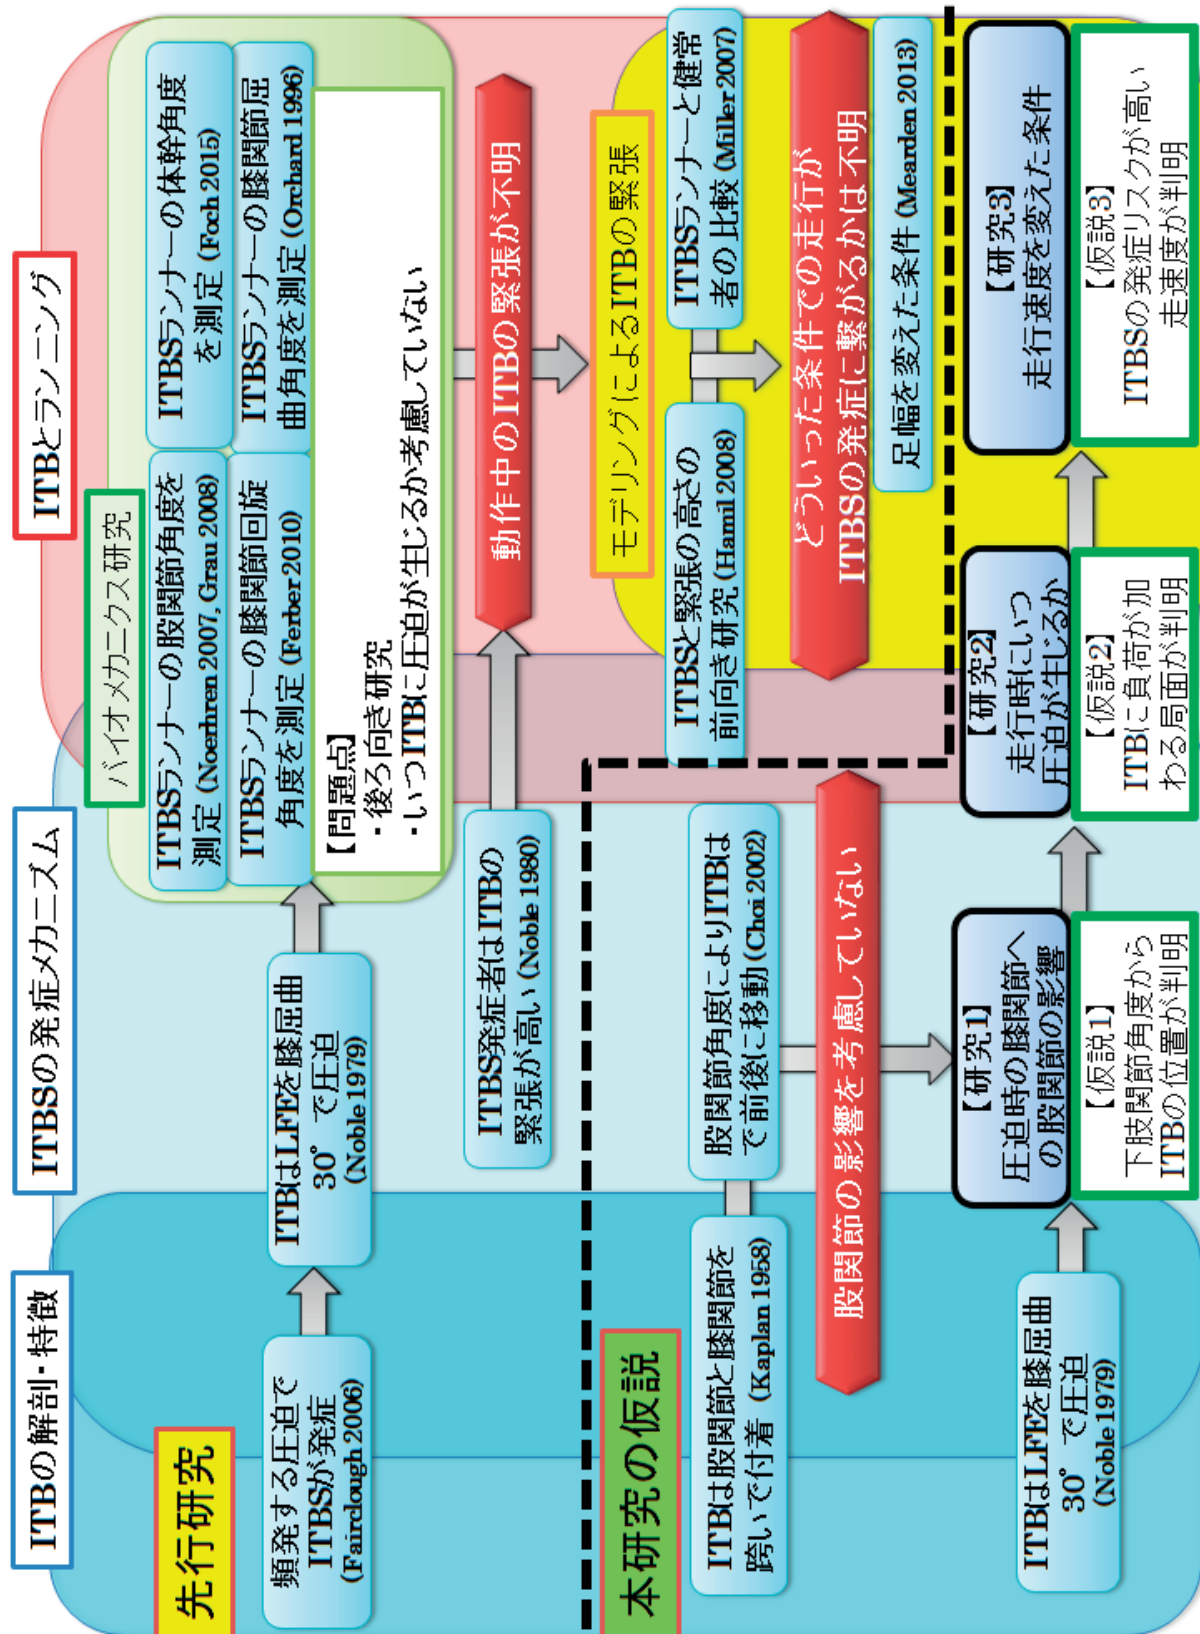 ITBの解剖・特徴
ITBSの発症メカニズム
ITBとランニング
先行研究
頻発する圧迫で
ITBSが発症
(Fairclough 2006)
ITBはLFEを膝屈曲
30°で圧迫
(Noble 1979)
バイオメカニクス研究
ITBSランナーの股関節角度を
測定 (Noerhren 2007, Grau 2008)
ITBSランナーの体幹角度
を測定 (Foch 2015)
ITBSランナーの膝関節回旋
角度を測定 (Ferber 2010)
ITBSランナーの膝関節屈
曲角度を測定 (Orchard 1996)
【問題点】
・後ろ向き研究
・いつITBに圧迫が生じるか考慮していない
ITBS発症者はITBの
緊張が高い (Noble 1980)
動作中のITBの緊張が不明
モデリングによるITBの緊張
ITBSと緊張の高さの
前向き研究 (Hamil 2008)
ITBSランナーと健常
者の比較 (Miller 2007)
どういった条件での走行が
ITBSの発症に繋がるかは不明
足幅を変えた条件 (Mearden 2013)
本研究の仮説
ITBは股関節と膝関節を
跨いで付着 (Kaplan 1958)
股関節角度によりITBは
で前後に移動 (Choi 2002)
股関節の影響を考慮していない
ITBはLFEを膝屈曲
30°で圧迫
(Noble 1979)
【研究1】
圧迫時の膝関節へ
の股関節の影響
【仮説1】
下肢関節角度から
ITBの位置が判明
【研究2】
走行時にいつ
圧迫が生じるか
【仮説2】
ITBに負荷が加
わる局面が判明
【研究3】
走行速度を変えた条件
【仮説3】
ITBSの発症リスクが高い
走速度が判明